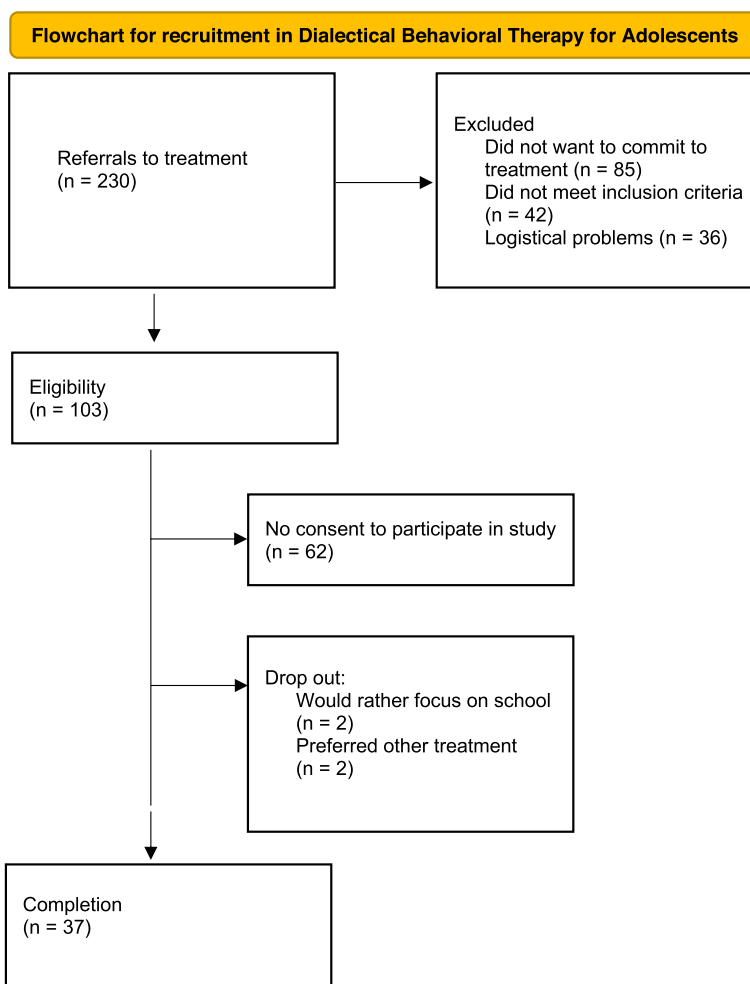 Flowchart for recruitment in Dialectical Behavioral Therapy for Adolescents
Referrals to treatment
(n = 230)
Excluded
Did not want to commit to
treatment (n = 85)
Did not meet inclusion criteria
(n = 42)
Logistical problems (n = 36)
Eligibility
(n = 103)
No consent to participate in study
(n = 62)
Drop out:
Would rather focus on school
(n = 2)
Preferred other treatment
(n = 2)
Completion
(n = 37)